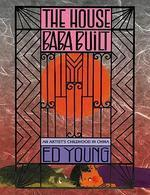 THE HOUSE
BABA BUILT
AN ARTIST'S CHILDHOOD IN CHINA
ED YOUNG